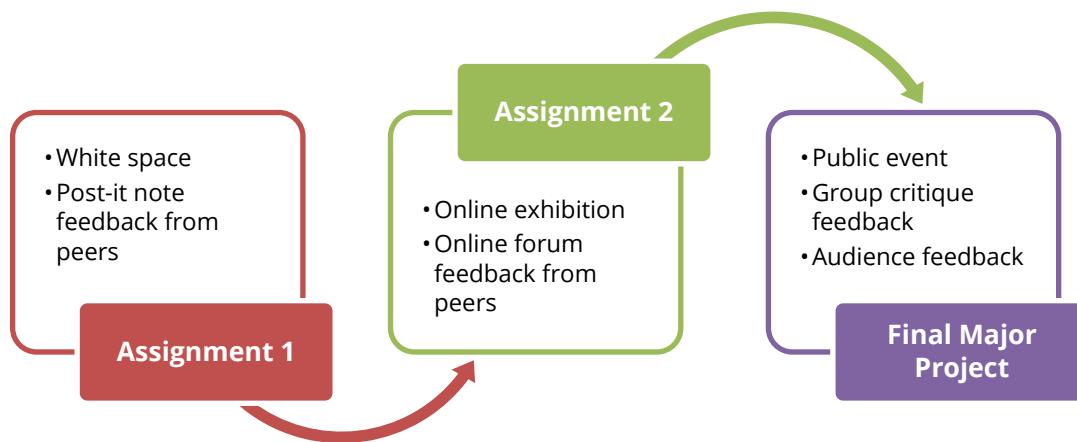 •White space
•Post-it note
feedback from
peers
Assignment 1
Assignment 2
•Online exhibition
•Online forum
feedback from
peers
•Public event
•Group critique
feedback
•Audience feedback
Final Major
Project